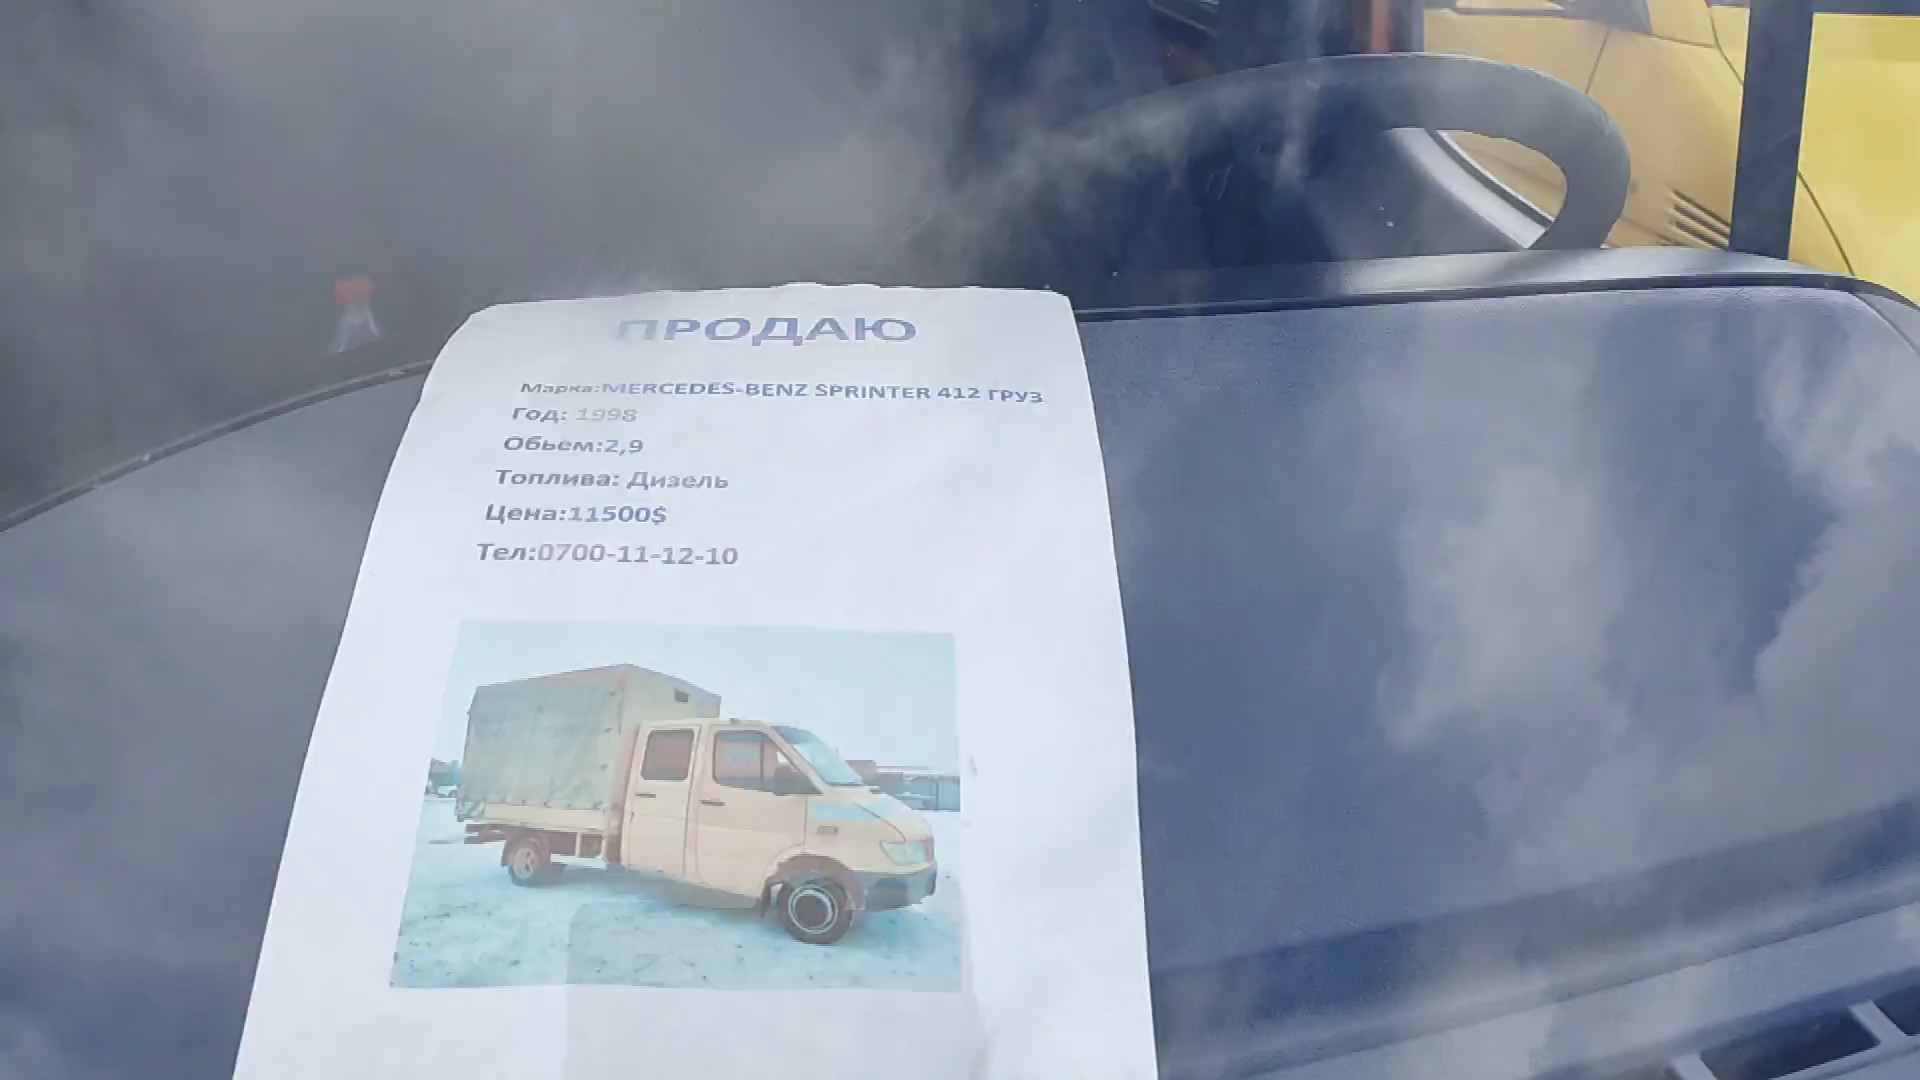 ПРОДАЮ
Марка:MERCEDES-BENZ SPRINTER 412 ГРУЗ
Год: 1998
Обьем:2,9
Топлива: Дизель
Цена:11500$
Тел:0700-11-12-10